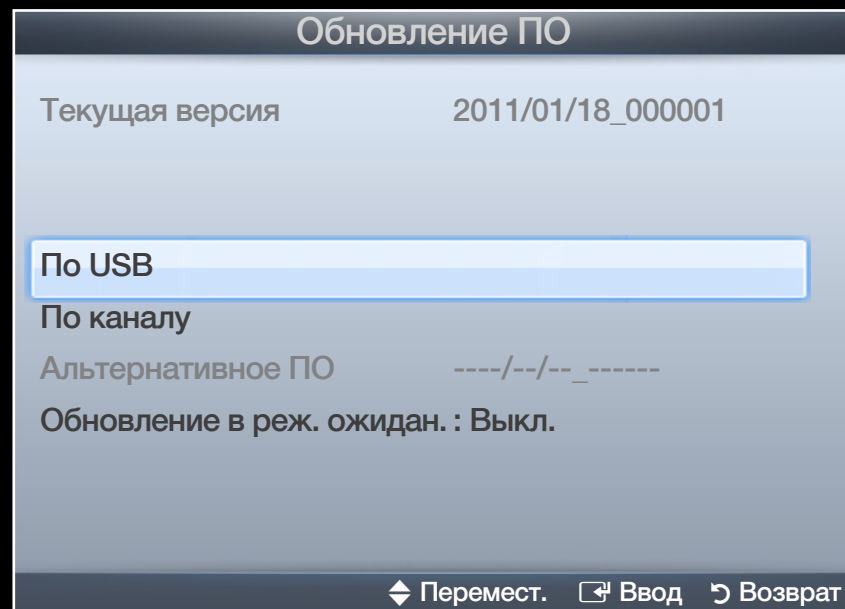 Обновление ПО
Текущая версия 2011/01/18_000001
По USB
По каналу
Альтернативное ПО ----/--/--_------
Обновление в реж. ожидан. : Выкл.
Перемест. Ввод Возврат